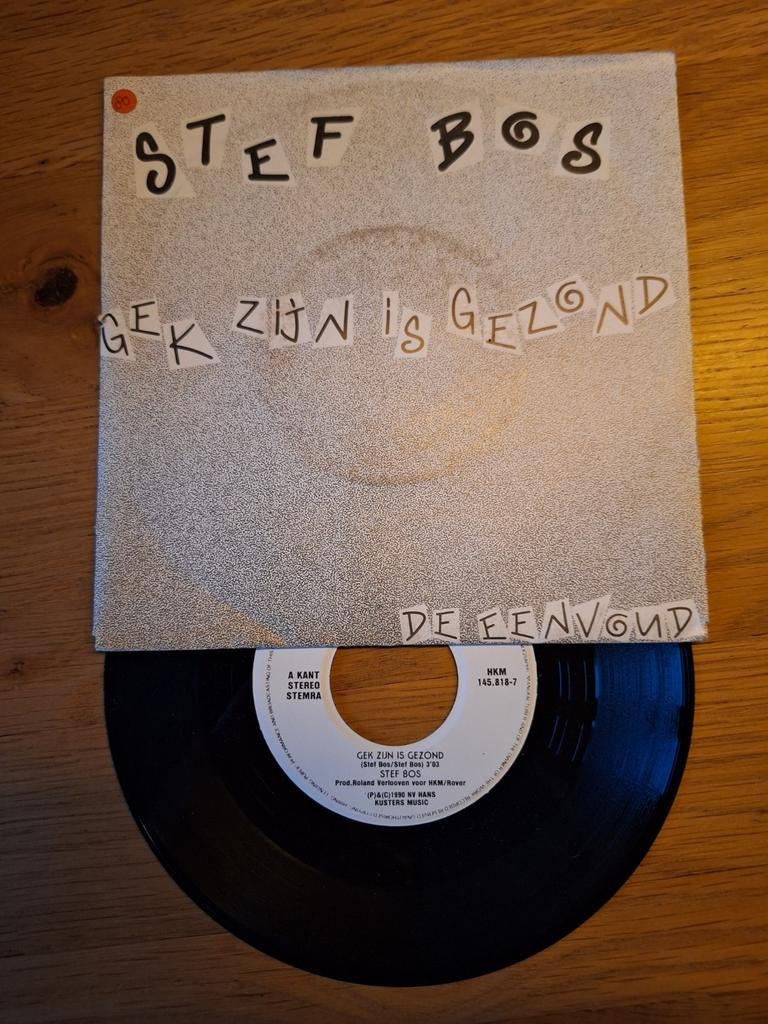 90
STEF BOS
GEK ZIJN IS GEZOND
DE EENVOUD
A KANT
STEREO
STEMRA
HKM
145.818-7
GEK ZIJN IS GEZOND
(Stef Bos/Stef Bos) 3'03
STEF BOS
Prod.Roland Verlooven voor HKM/Rover
(P)&(C)1990 NV HANS
KUSTERS MUSIC